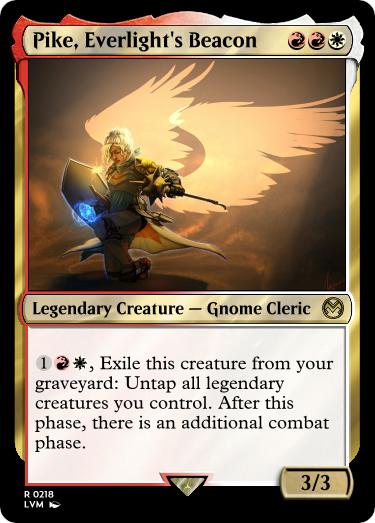 Pike, Everlight's Beacon
Legendary Creature — Gnome Cleric
1, Exile this creature from your
graveyard: Untap all legendary
creatures you control. After this
phase, there is an additional combat
phase.
3/3
R 0218
LVM